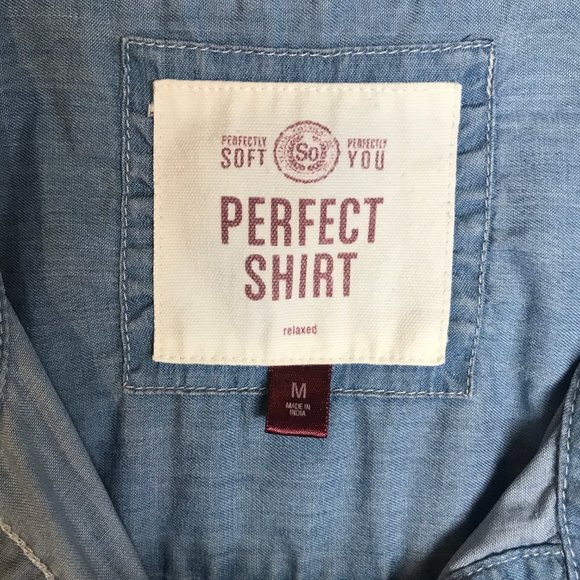 PERFECTLY SOFT
So
PERFECTLY YOU
PERFECT
SHIRT
relaxed
M
MADE IN
INDIA